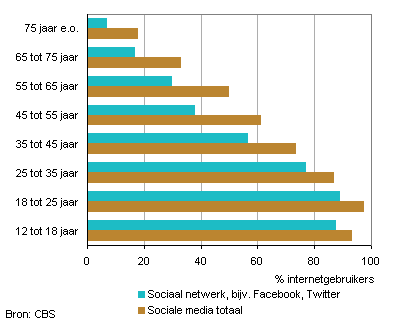 75 jaar e.o.
65 tot 75 jaar
55 tot 65 jaar
45 tot 55 jaar
35 tot 45 jaar
25 tot 35 jaar
18 tot 25 jaar
12 tot 18 jaar
0 20 40 60 80 100
% internetgebruikers
Sociaal netwerk, bijv. Facebook, Twitter
Sociale media totaal
Bron: CBS